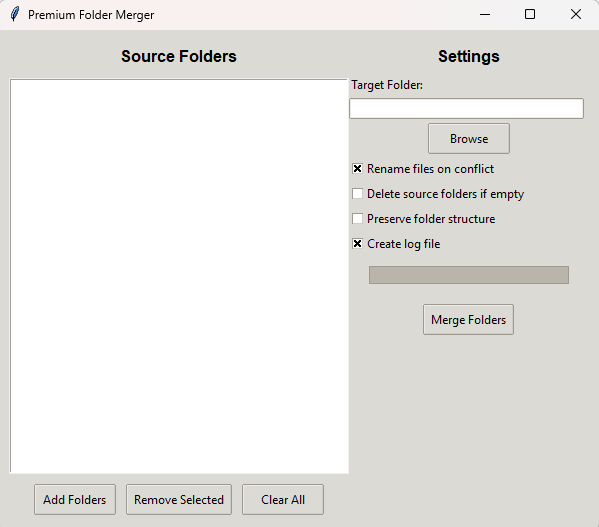 Premium Folder Merger
Source Folders
Settings
Target Folder:
Browse
Rename files on conflict
Delete source folders if empty
Preserve folder structure
Create log file
Merge Folders
Add Folders Remove Selected Clear All